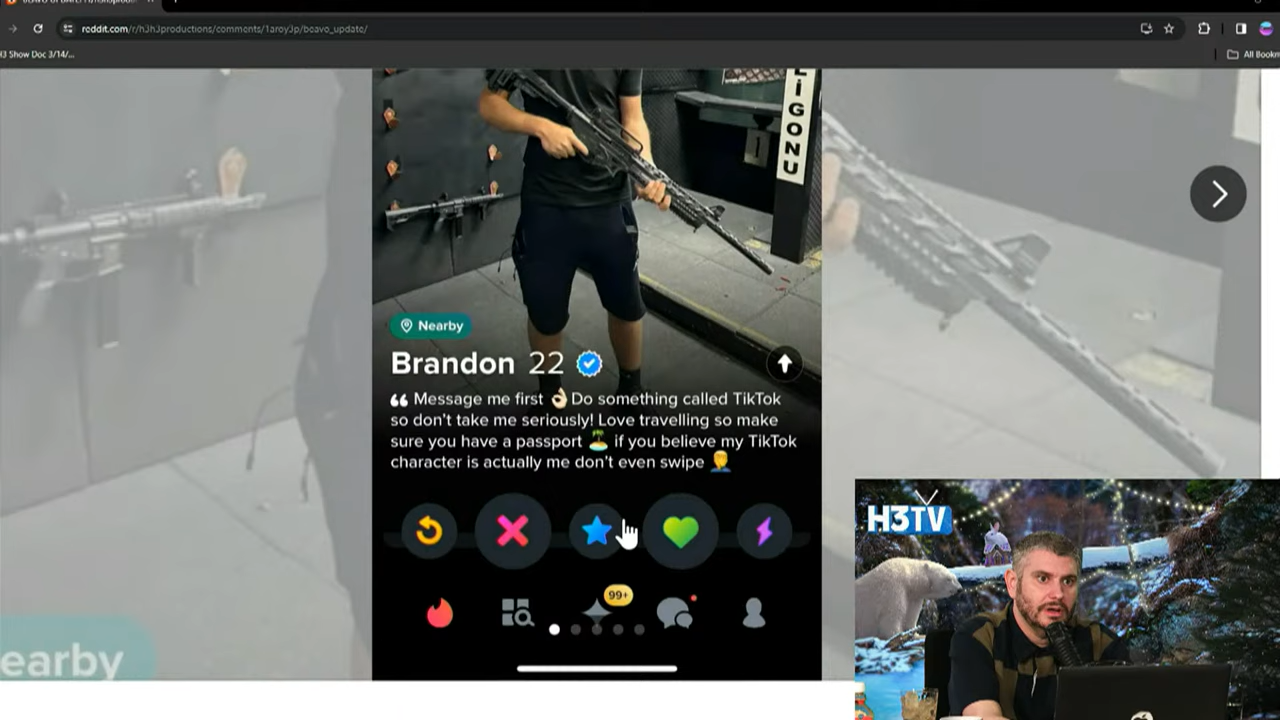 reddit.com/r/h3h3productions/comments/1aroy3p/beavo_update/
H3 Show Doc 3/14/...
All Bookm
LIGONU
Nearby
Brandon 22
“ Message me first 👌🏻 Do something called TikTok
so don’t take me seriously! Love travelling so make
sure you have a passport 🏝️ if you believe my TikTok
character is actually me don’t even swipe 🤦‍♂️
99+
earby
H3TV